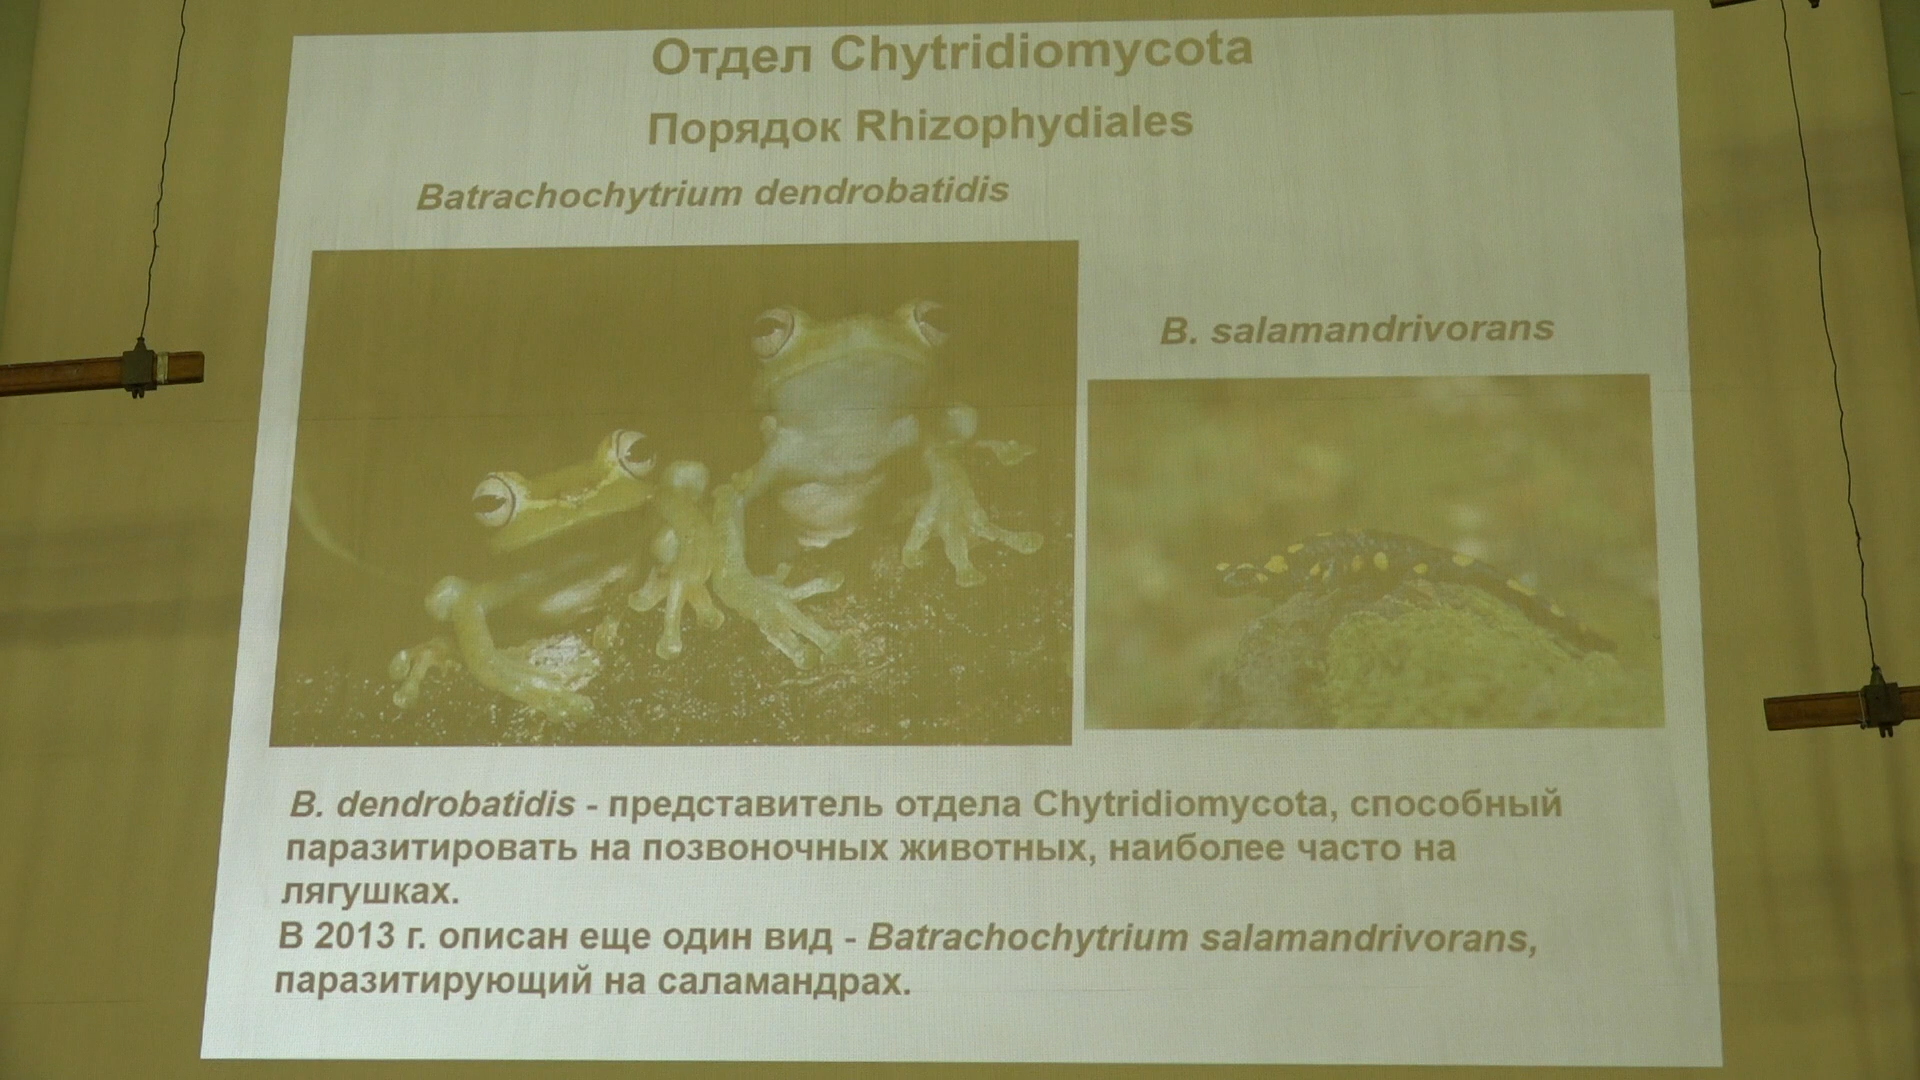 Отдел Chytridiomycota
Порядок Rhizophydiales
Batrachochytrium dendrobatidis
B. salamandrivorans
B. dendrobatidis - представитель отдела Chytridiomycota, способный
паразитировать на позвоночных животных, наиболее часто на
лягушках.
В 2013 г. описан еще один вид - Batrachochytrium salamandrivorans,
паразитирующий на саламандрах.